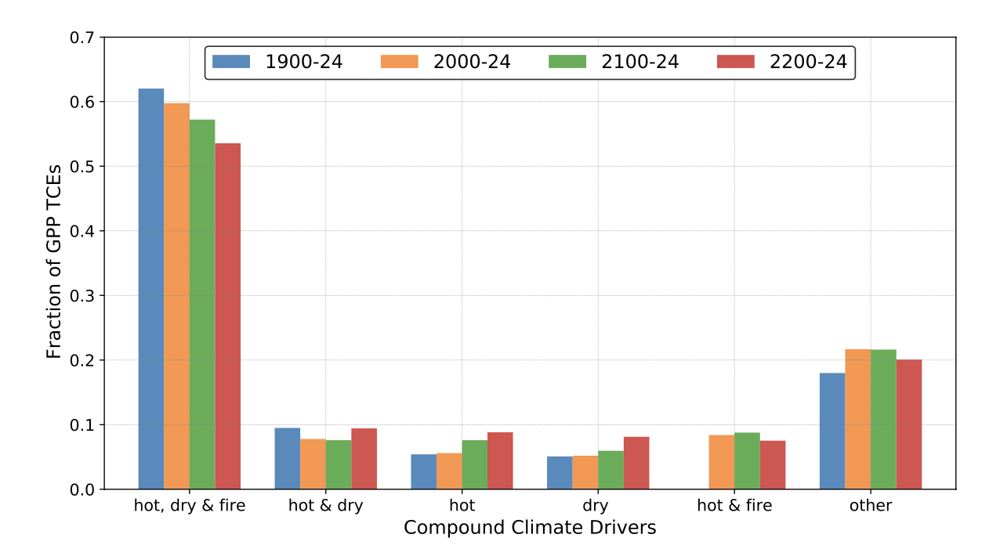 1900-24 2000-24 2100-24 2200-24
Fraction of GPP TCEs
0.7
0.6
0.5
0.4
0.3
0.2
0.1
0.0
hot, dry & fire hot & dry hot dry hot & fire other
Compound Climate Drivers